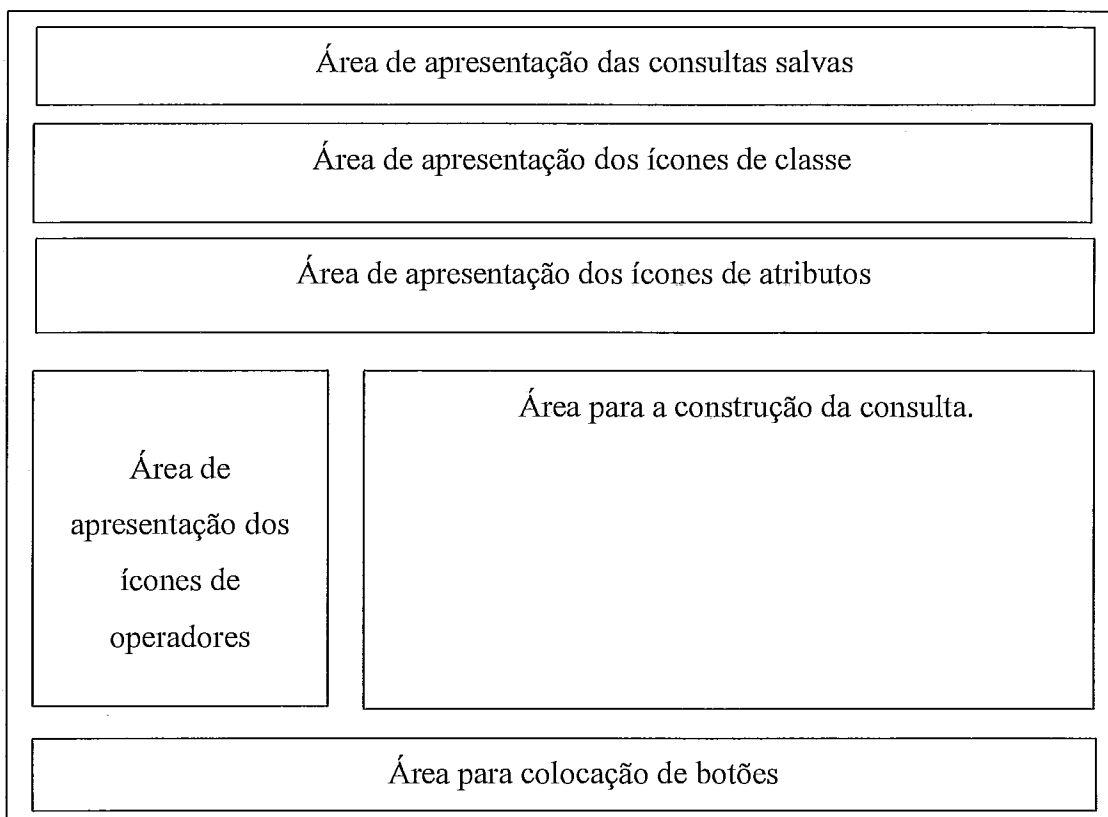 Área de apresentação das consultas salvas
Área de apresentação dos ícones de classe
Área de apresentação dos ícones de atributos
Área de
apresentação dos
ícones de
operadores
Área para a construção da consulta.
Área para colocação de botões